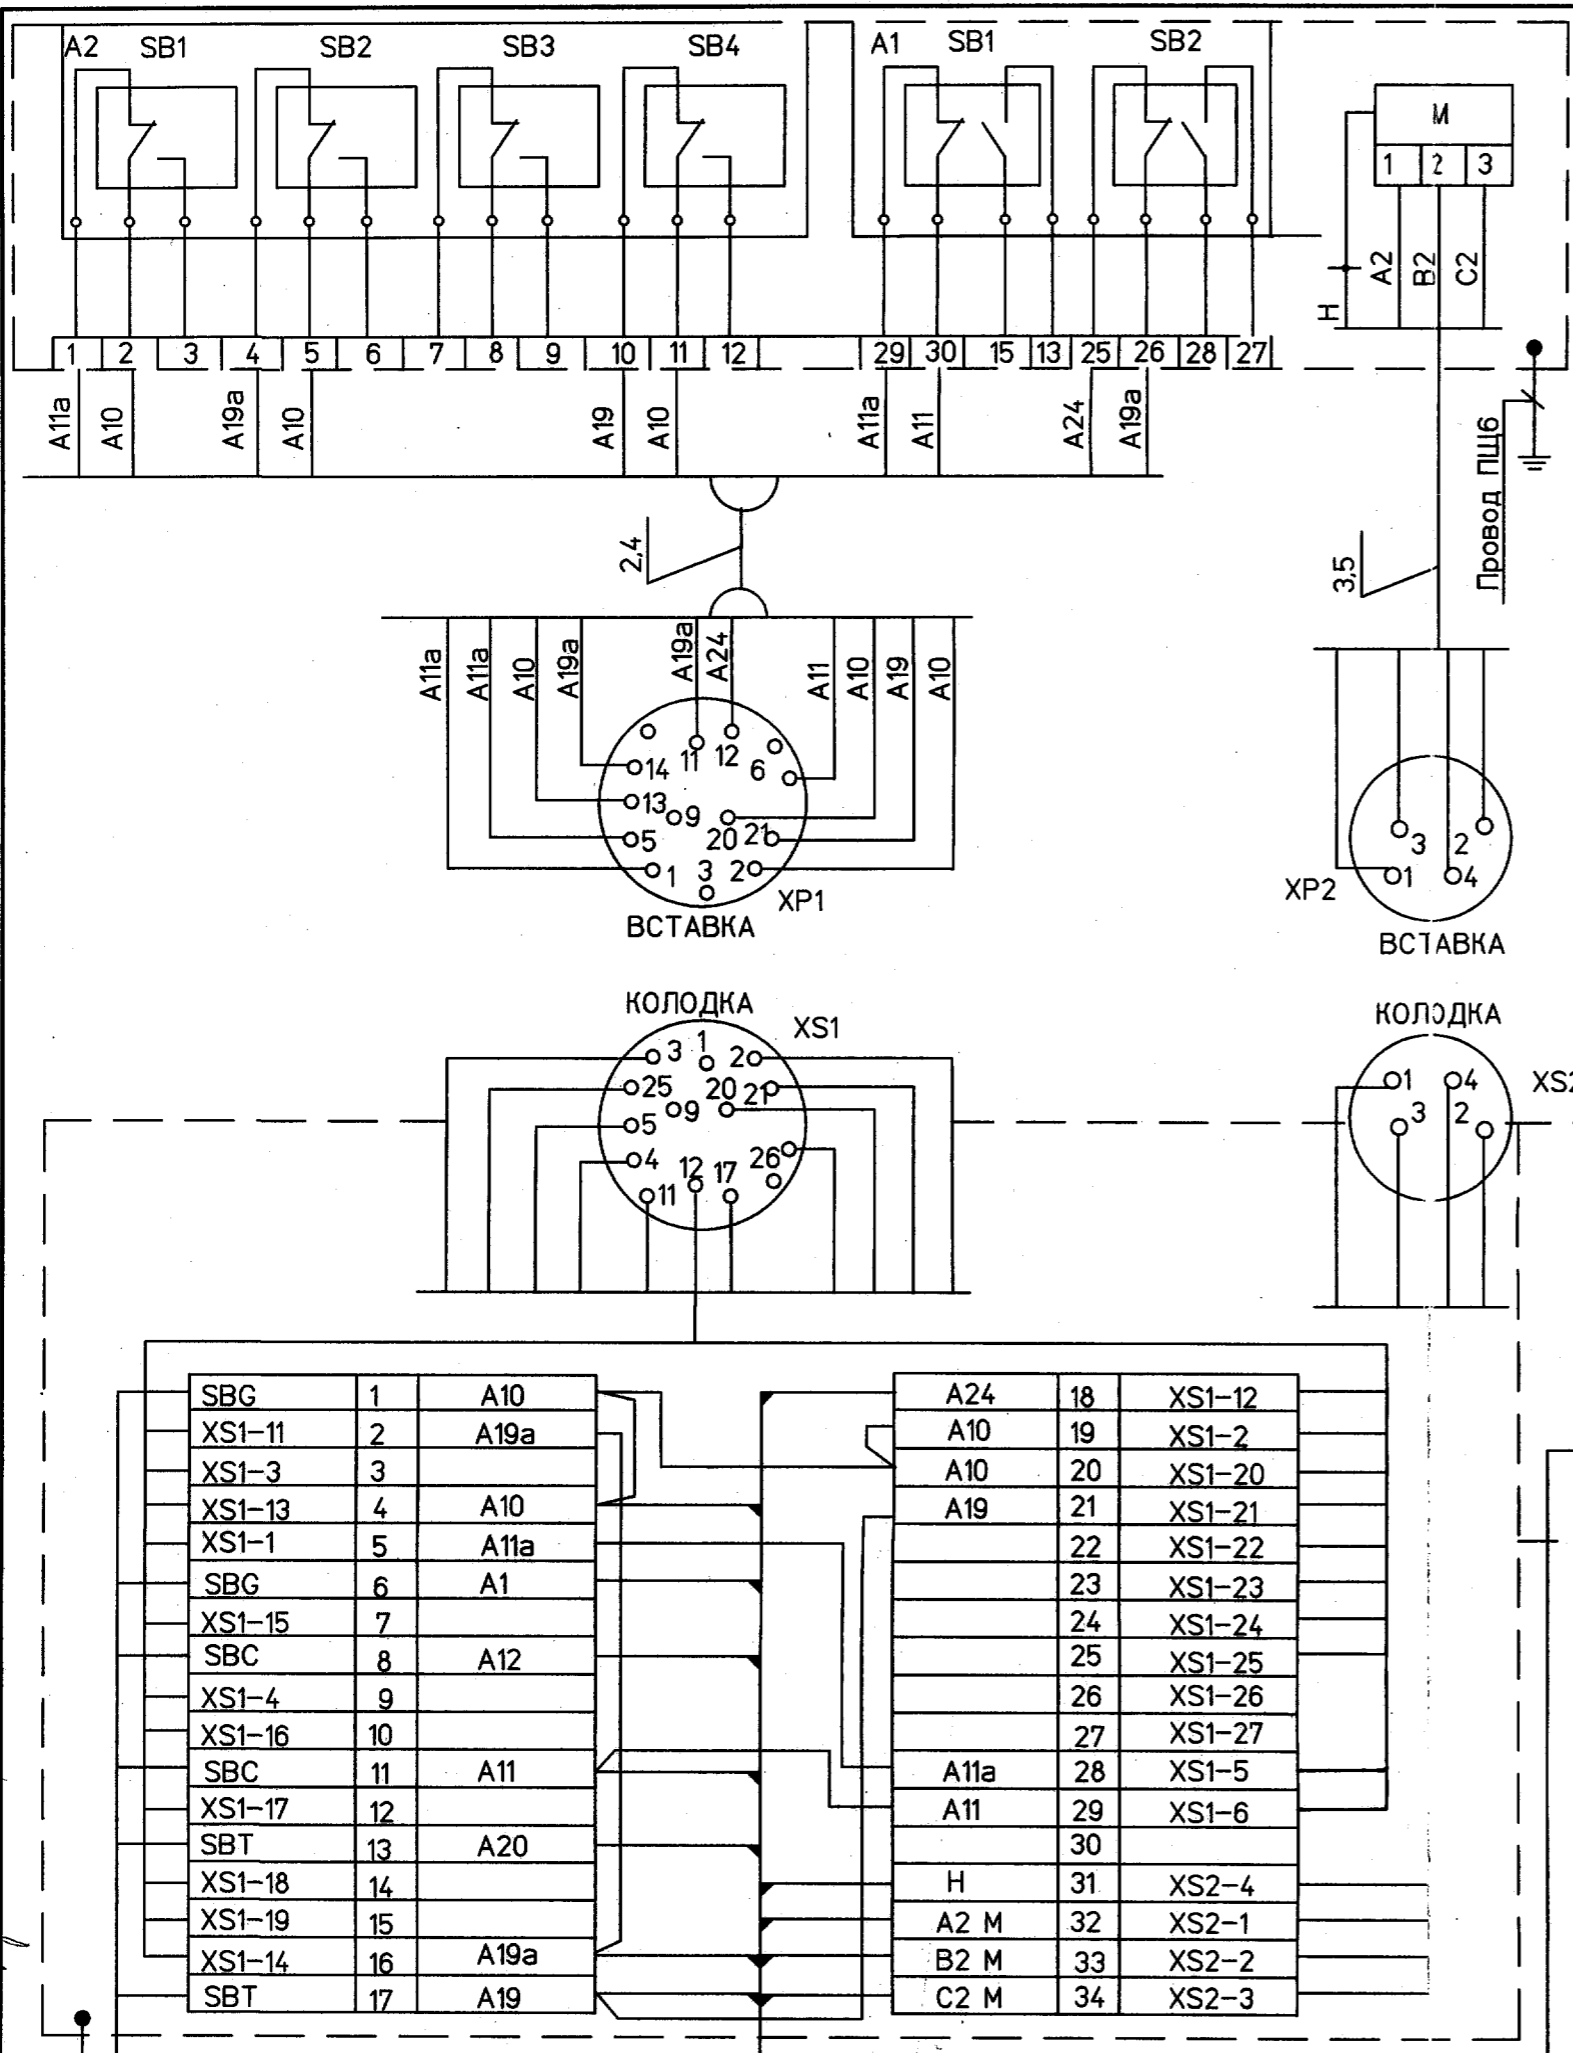 A2 SB1 SB2 SB3 SB4 A1 SB1 SB2
М
1 2 3
A2 B2 C2
Н
1 2 3 4 5 6 7 8 9 10 11 12 29 30 15 13 25 26 28 27
A11a A10 A19a A10 A19 A10 A11a A11 A24 A19a
Провод ПЩ6
2,4
3,5
A11a A11a A10 A19a A19a A24 A11 A10 A19 A10
11 12
14 6
13
9
5 20 21
1 3 2
XP1
ВСТАВКА
3 2
1 4
XP2
ВСТАВКА
КОЛОДКА
XS1
3 1 2
25 20 21
9
5
4 12 17 26
11
КОЛОДКА
XS2
1 4
3 2
SBG 1 A10
XS1-11 2 A19a
XS1-3 3
XS1-13 4 A10
XS1-1 5 A11a
SBG 6 A1
XS1-15 7
SBC 8 A12
XS1-4 9
XS1-16 10
SBC 11 A11
XS1-17 12
SBT 13 A20
XS1-18 14
XS1-19 15
XS1-14 16 A19a
SBT 17 A19
A24 18 XS1-12
A10 19 XS1-2
A10 20 XS1-20
A19 21 XS1-21
22 XS1-22
23 XS1-23
24 XS1-24
25 XS1-25
26 XS1-26
27 XS1-27
A11a 28 XS1-5
A11 29 XS1-6
30
Н 31 XS2-4
A2 M 32 XS2-1
B2 M 33 XS2-2
C2 M 34 XS2-3